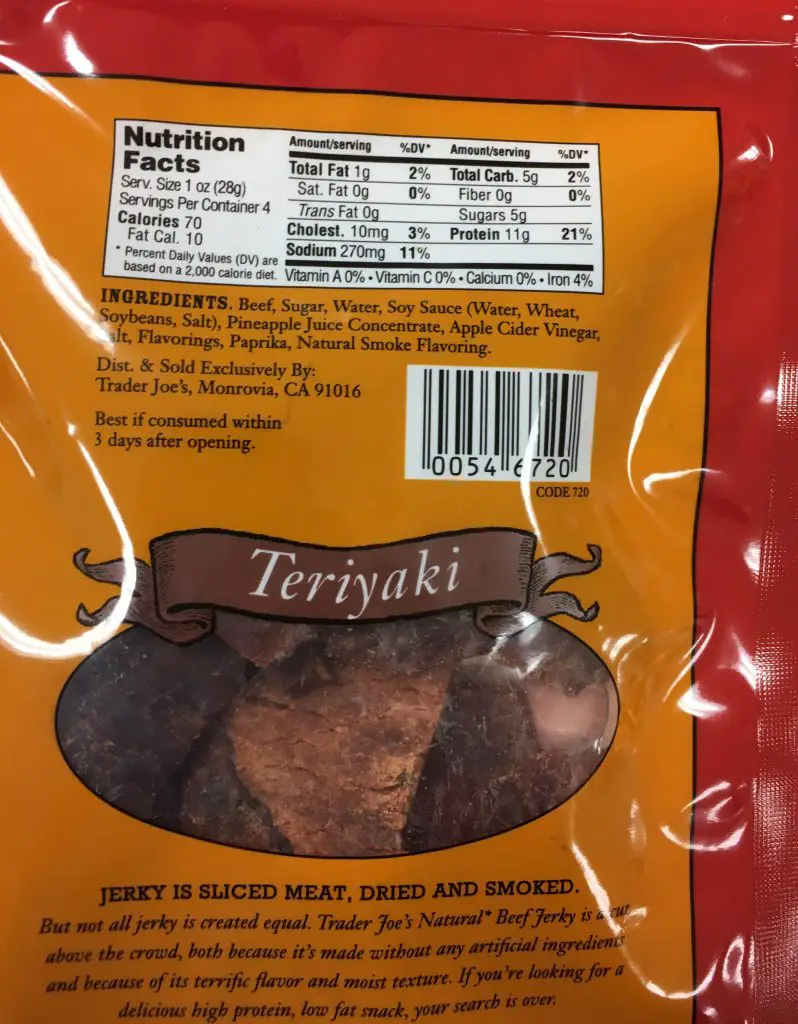 Nutrition
Facts
Serv. Size 1 oz (28g)
Servings Per Container 4
Calories 70
Fat Cal. 10
* Percent Daily Values (DV) are
based on a 2,000 calorie diet.
Amount/serving %DV*
Total Fat 1g 2%
Sat. Fat 0g 0%
Trans Fat 0g
Cholest. 10mg 3%
Sodium 270mg 11%
Amount/serving %DV*
Total Carb. 5g 2%
Fiber 0g 0%
Sugars 5g
Protein 11g 21%
Vitamin A 0% • Vitamin C 0% • Calcium 0% • Iron 4%
INGREDIENTS. Beef, Sugar, Water, Soy Sauce (Water, Wheat,
Soybeans, Salt), Pineapple Juice Concentrate, Apple Cider Vinegar,
Salt, Flavorings, Paprika, Natural Smoke Flavoring.
Dist. & Sold Exclusively By:
Trader Joe's, Monrovia, CA 91016
Best if consumed within
3 days after opening.
0054 6720
CODE 720
Teriyaki
JERKY IS SLICED MEAT, DRIED AND SMOKED.
But not all jerky is created equal. Trader Joe's Natural* Beef Jerky is a cut
above the crowd, both because it's made without any artificial ingredients
and because of its terrific flavor and moist texture. If you're looking for a
delicious high protein, low fat snack, your search is over.